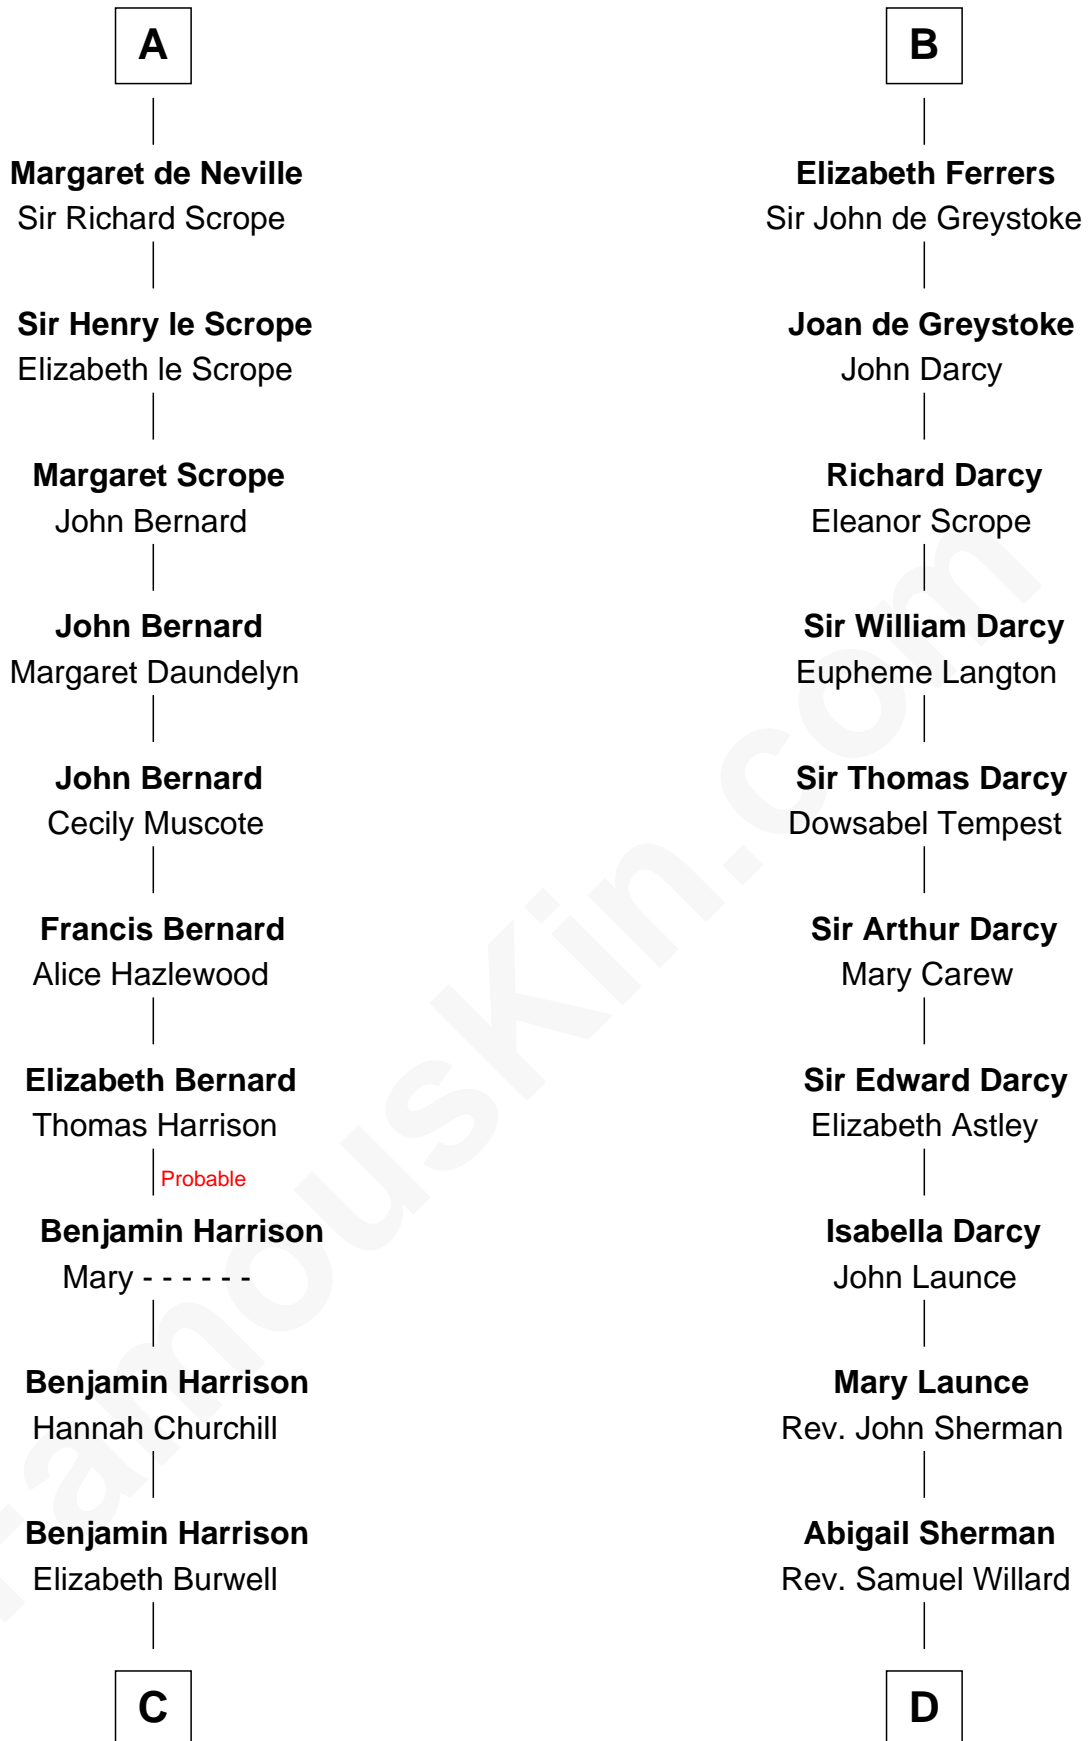 A
Margaret de Neville
Sir Richard Scrope
Sir Henry le Scrope
Elizabeth le Scrope
Margaret Scrope
John Bernard
John Bernard
Margaret Daundelyn
John Bernard
Cecily Muscote
Francis Bernard
Alice Hazlewood
Elizabeth Bernard
Thomas Harrison
Probable
Benjamin Harrison
Mary - - - - - -
Benjamin Harrison
Hannah Churchill
Benjamin Harrison
Elizabeth Burwell
C
B
Elizabeth Ferrers
Sir John de Greystoke
Joan de Greystoke
John Darcy
Richard Darcy
Eleanor Scrope
Sir William Darcy
Eupheme Langton
Sir Thomas Darcy
Dowsabel Tempest
Sir Arthur Darcy
Mary Carew
Sir Edward Darcy
Elizabeth Astley
Isabella Darcy
John Launce
Mary Launce
Rev. John Sherman
Abigail Sherman
Rev. Samuel Willard
D
FamousKin.com